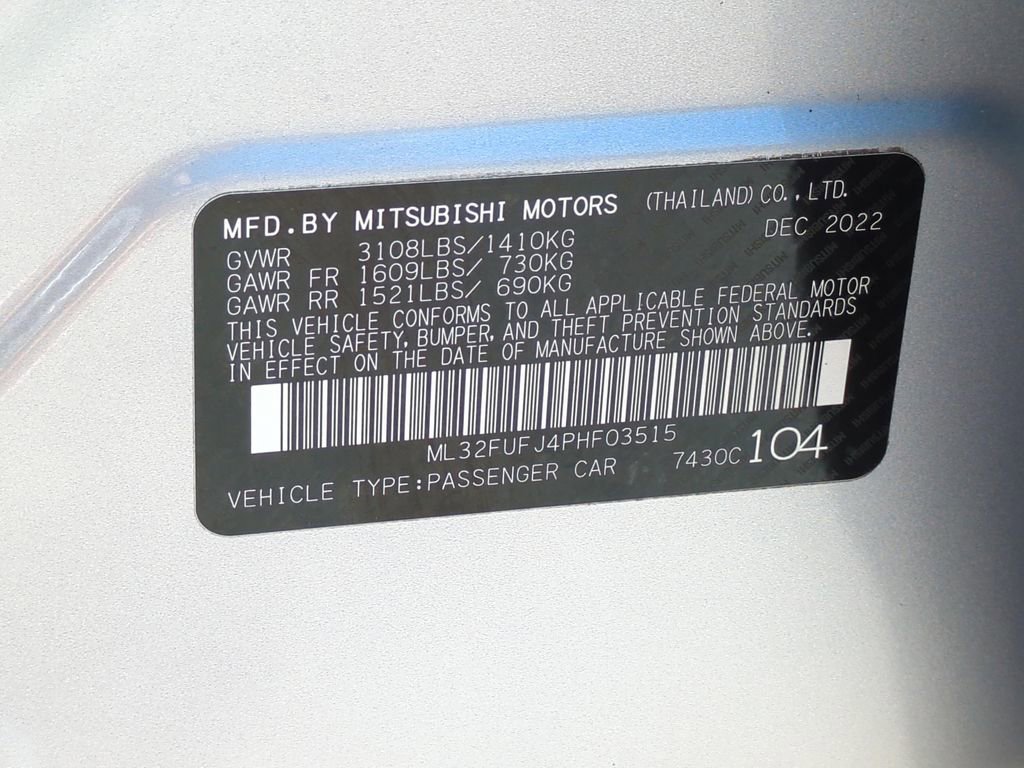 MFD.BY MITSUBISHI MOTORS (THAILAND) CO., LTD.
DEC 2022
GVWR 3108LBS/1410KG
GAWR FR 1609LBS/ 730KG
GAWR RR 1521LBS/ 690KG
THIS VEHICLE CONFORMS TO ALL APPLICABLE FEDERAL MOTOR
VEHICLE SAFETY, BUMPER, AND THEFT PREVENTION STANDARDS
IN EFFECT ON THE DATE OF MANUFACTURE SHOWN ABOVE.
ML32FUFJ4PHF03515
VEHICLE TYPE:PASSENGER CAR 7430C 104